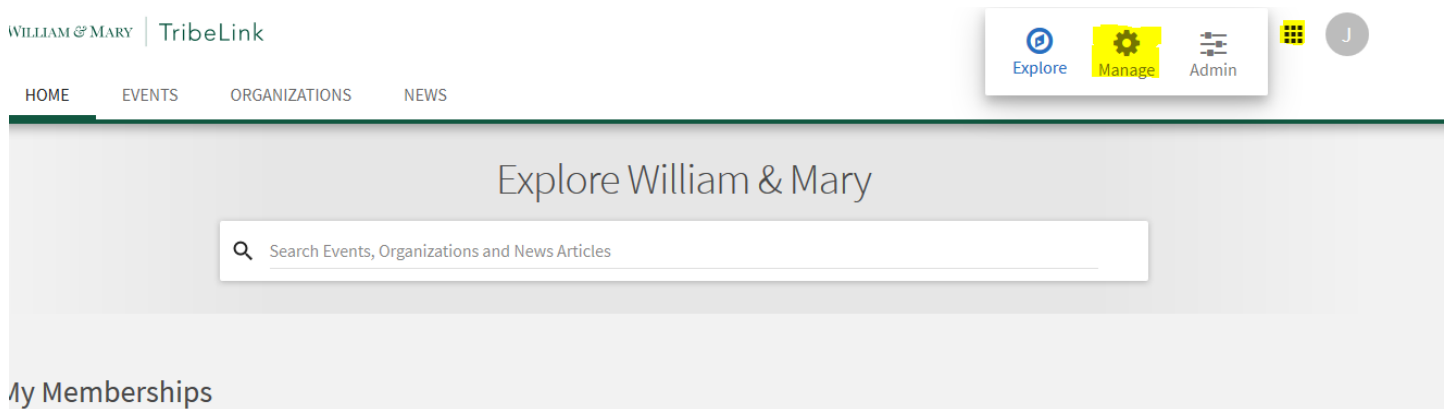 WILLIAM & MARY TribeLink
Explore Manage Admin
J
HOME EVENTS ORGANIZATIONS NEWS
Explore William & Mary
Search Events, Organizations and News Articles
My Memberships